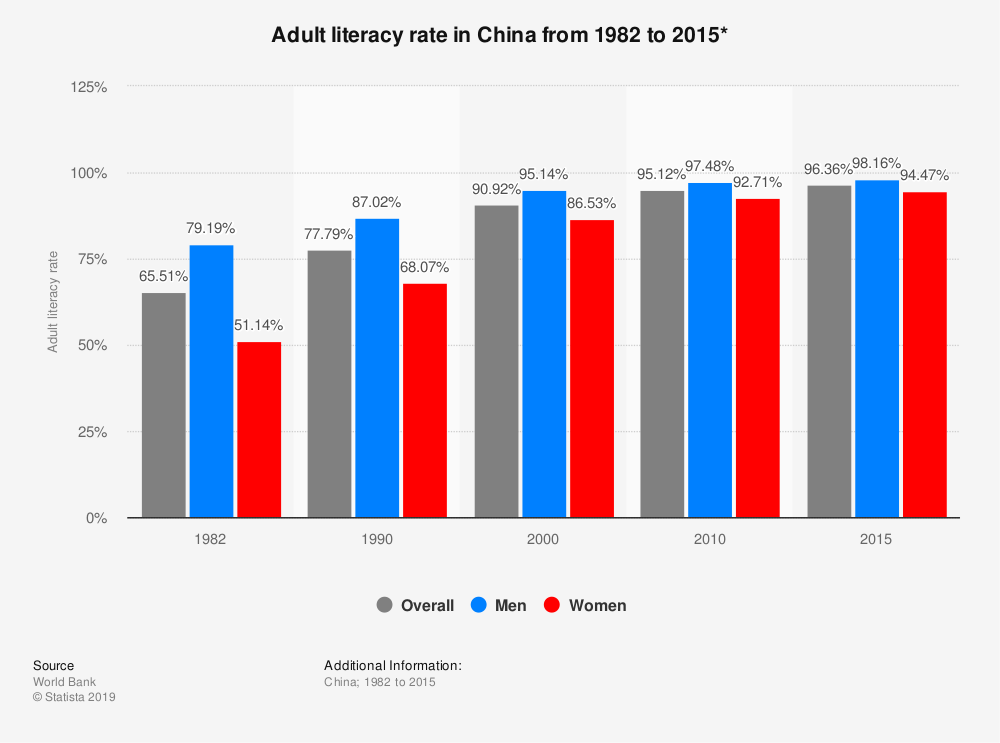 Adult literacy rate in China from 1982 to 2015*
Adult literacy rate
125%
100%
75%
50%
25%
0%
65.51%
79.19%
51.14%
77.79%
87.02%
68.07%
90.92%
95.14%
86.53%
95.12%
97.48%
92.71%
96.36%
98.16%
94.47%
1982
1990
2000
2010
2015
Overall
Men
Women
Source
World Bank
© Statista 2019
Additional Information:
China; 1982 to 2015